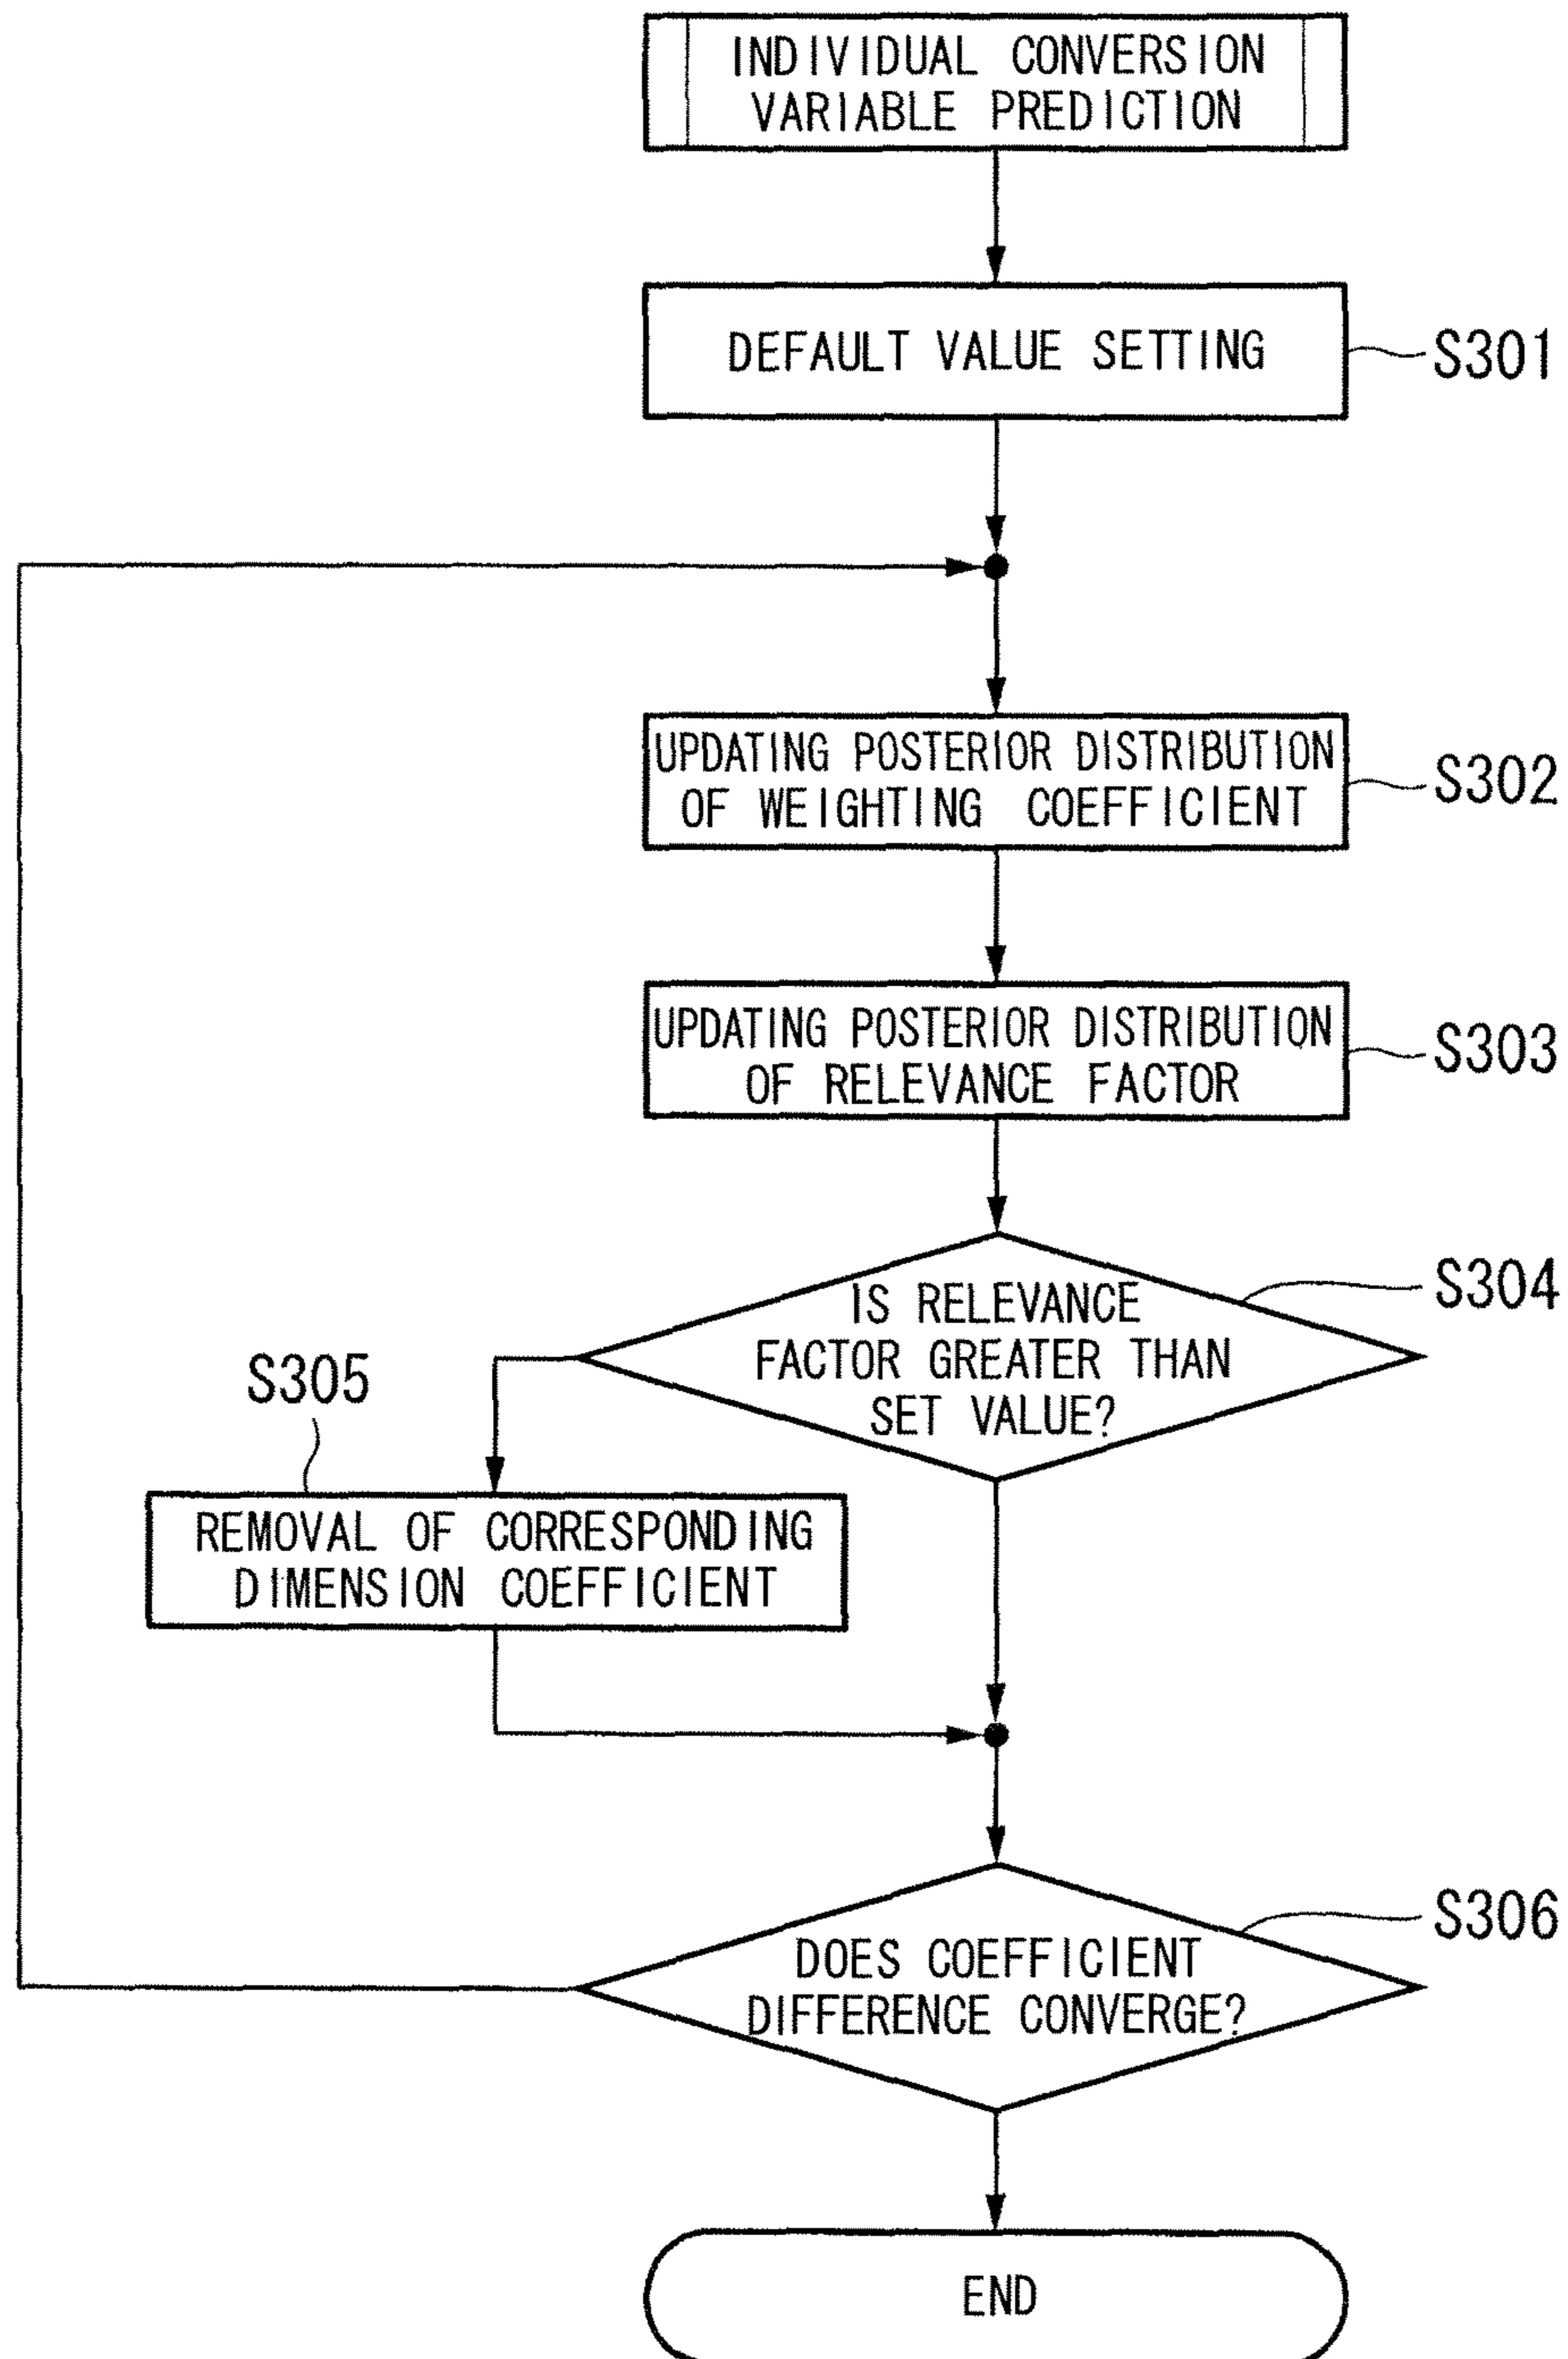 INDIVIDUAL CONVERSION
VARIABLE PREDICTION
DEFAULT VALUE SETTING
S301
UPDATING POSTERIOR DISTRIBUTION
OF WEIGHTING COEFFICIENT
S302
UPDATING POSTERIOR DISTRIBUTION
OF RELEVANCE FACTOR
S303
IS RELEVANCE
FACTOR GREATER THAN
SET VALUE?
S304
S305
REMOVAL OF CORRESPONDING
DIMENSION COEFFICIENT
DOES COEFFICIENT
DIFFERENCE CONVERGE?
S306
END